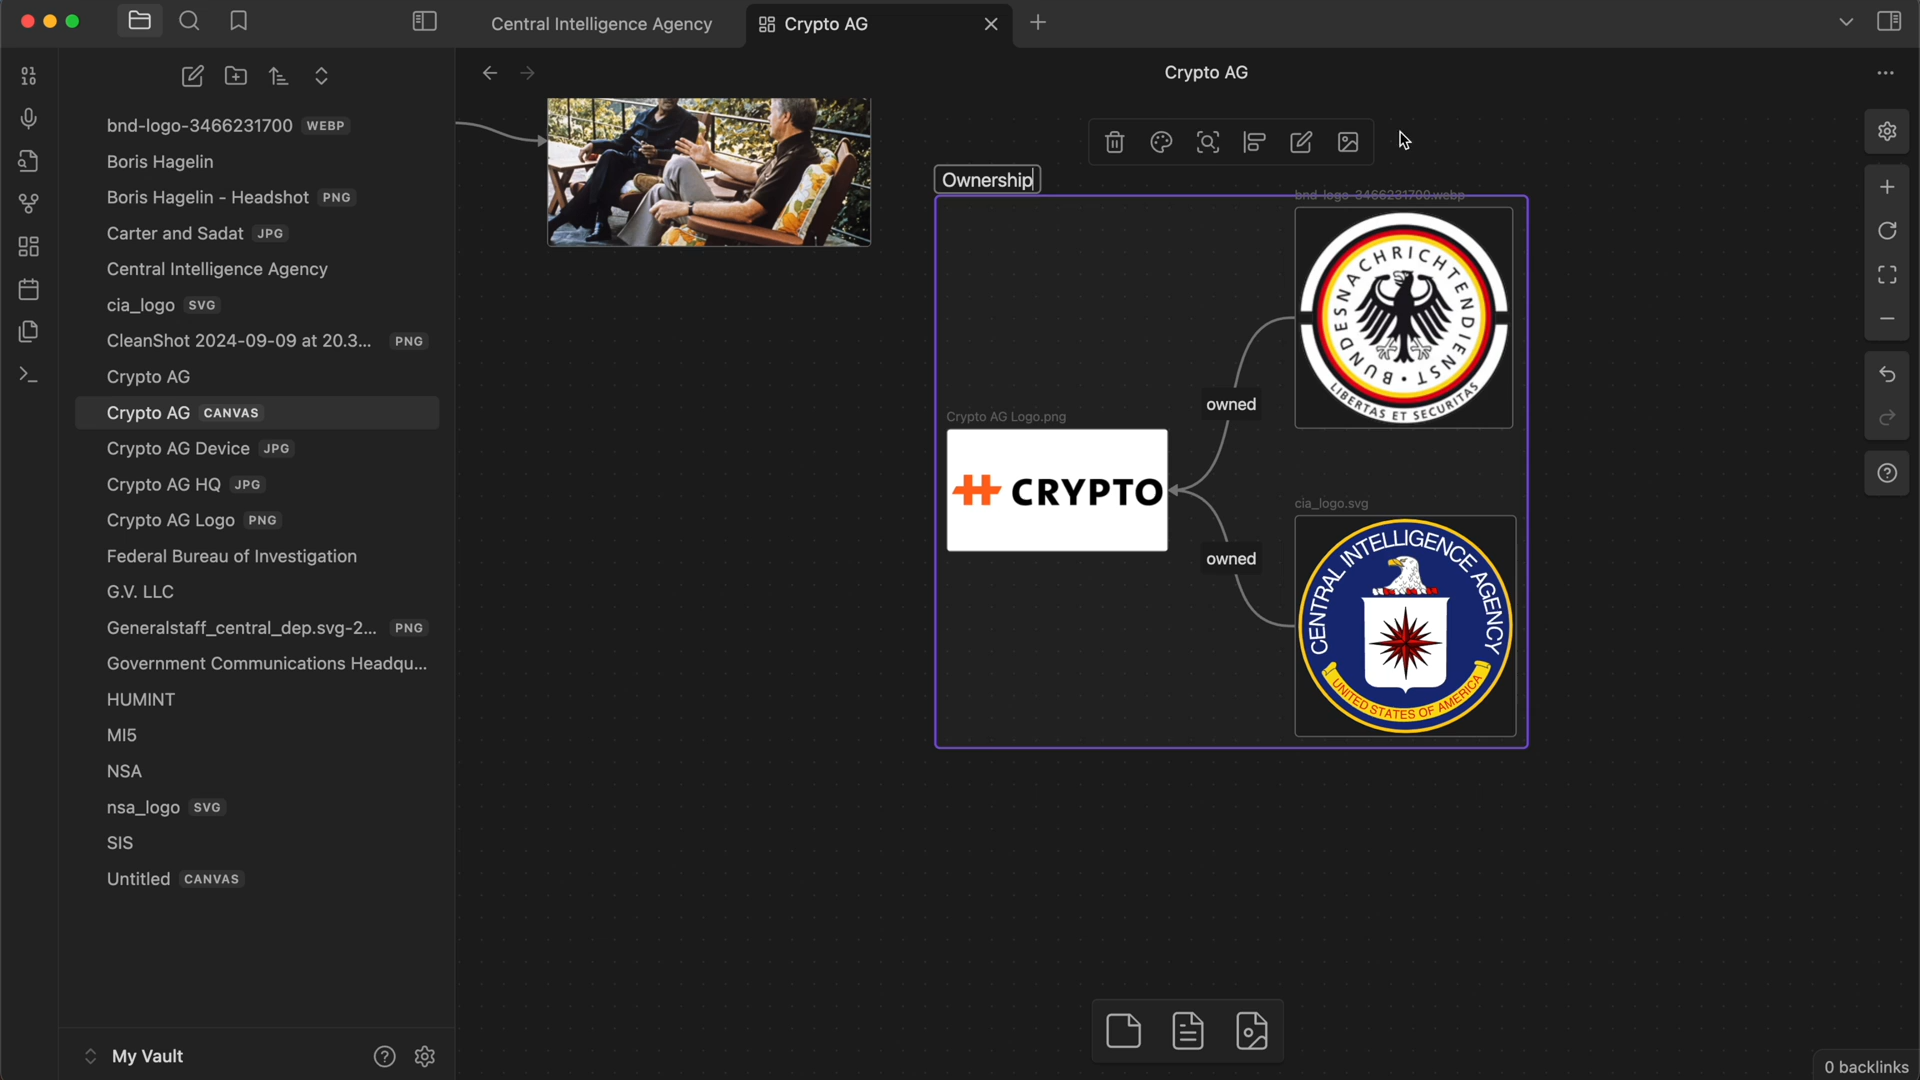 Central Intelligence Agency
Crypto AG
Crypto AG
bnd-logo-3466231700 WEBP
Boris Hagelin
Boris Hagelin - Headshot PNG
Carter and Sadat JPG
Central Intelligence Agency
cia_logo SVG
CleanShot 2024-09-09 at 20.3... PNG
Crypto AG
Crypto AG CANVAS
Crypto AG Device JPG
Crypto AG HQ JPG
Crypto AG Logo PNG
Federal Bureau of Investigation
G.V. LLC
Generalstaff_central_dep.svg-2... PNG
Government Communications Headqu...
HUMINT
MI5
NSA
nsa_logo SVG
SIS
Untitled CANVAS
My Vault
Ownership
bnd-logo-3466231700.webp
BUNDESNACHRICHTENDIENST
LIBERTAS ET SECURITAS
owned
Crypto AG Logo.png
CRYPTO
owned
cia_logo.svg
CENTRAL INTELLIGENCE AGENCY
UNITED STATES OF AMERICA
0 backlinks